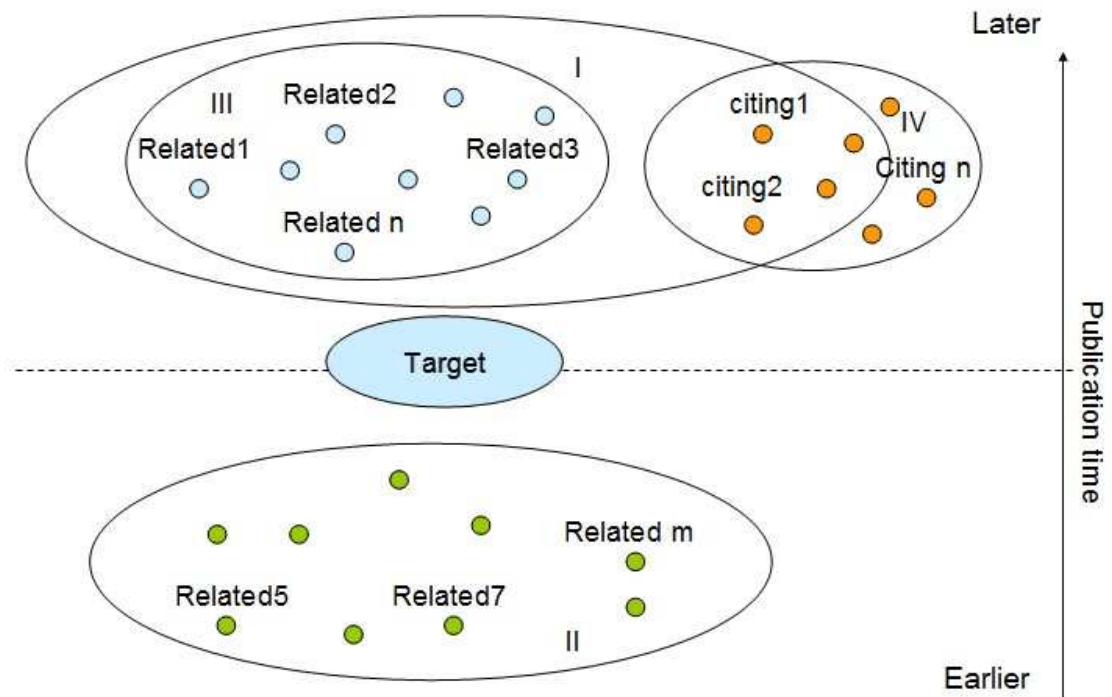 Later
I
III
Related2
citing1
IV
Related1
Related3
Citing n
citing2
Related n
Target
Publication time
Related m
Related5
Related7
II
Earlier